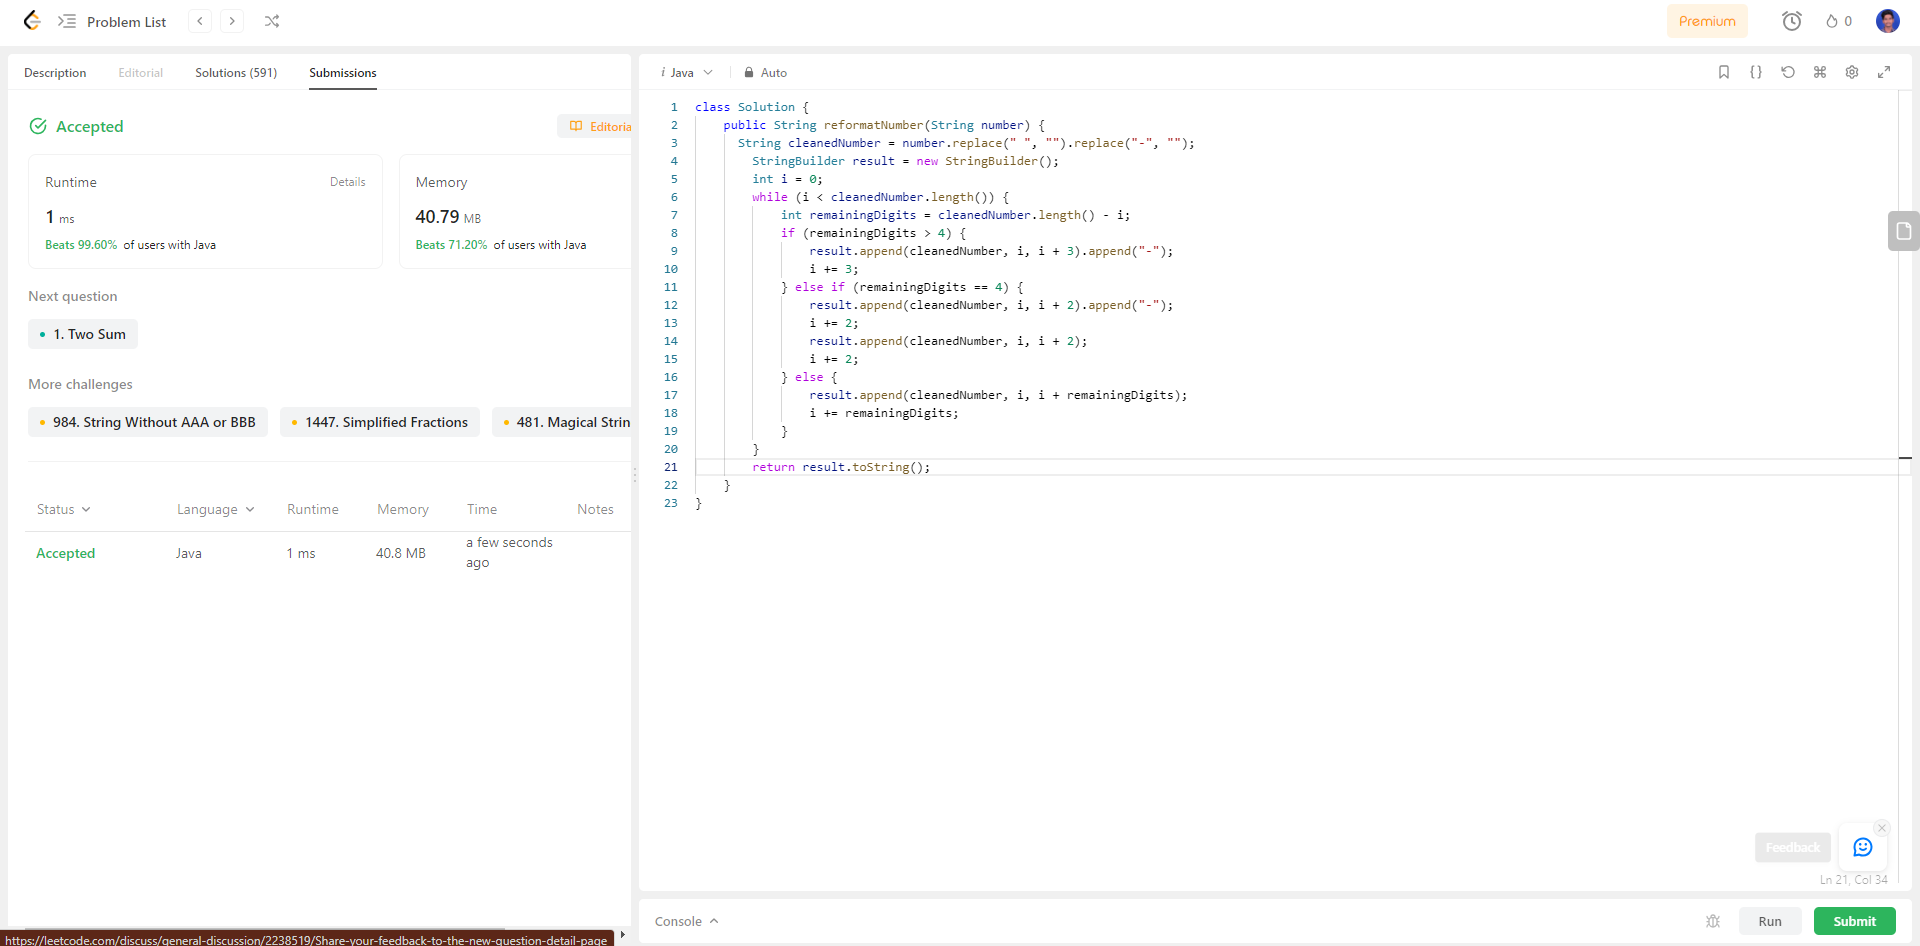 Problem List
Premium
0
Description Editorial Solutions (591) Submissions
Accepted
Editoria
Runtime Details
1 ms
Beats 99.60% of users with Java
Memory
40.79 MB
Beats 71.20% of users with Java
Next question
1. Two Sum
More challenges
984. String Without AAA or BBB
1447. Simplified Fractions
481. Magical Strin
Status Language Runtime Memory Time Notes
Accepted Java 1 ms 40.8 MB a few seconds
ago
https://leetcode.com/discuss/general-discussion/2238519/Share-your-feedback-to-the-new-question-detail-page
i Java Auto
1 class Solution {
2 public String reformatNumber(String number) {
3 String cleanedNumber = number.replace(" ", "").replace("-", "");
4 StringBuilder result = new StringBuilder();
5 int i = 0;
6 while (i < cleanedNumber.length()) {
7 int remainingDigits = cleanedNumber.length() - i;
8 if (remainingDigits > 4) {
9 result.append(cleanedNumber, i, i + 3).append("-");
10 i += 3;
11 } else if (remainingDigits == 4) {
12 result.append(cleanedNumber, i, i + 2).append("-");
13 i += 2;
14 result.append(cleanedNumber, i, i + 2);
15 i += 2;
16 } else {
17 result.append(cleanedNumber, i, i + remainingDigits);
18 i += remainingDigits;
19 }
20 }
21 return result.toString();
22 }
23 }
Feedback
Ln 21, Col 34
Console Run Submit